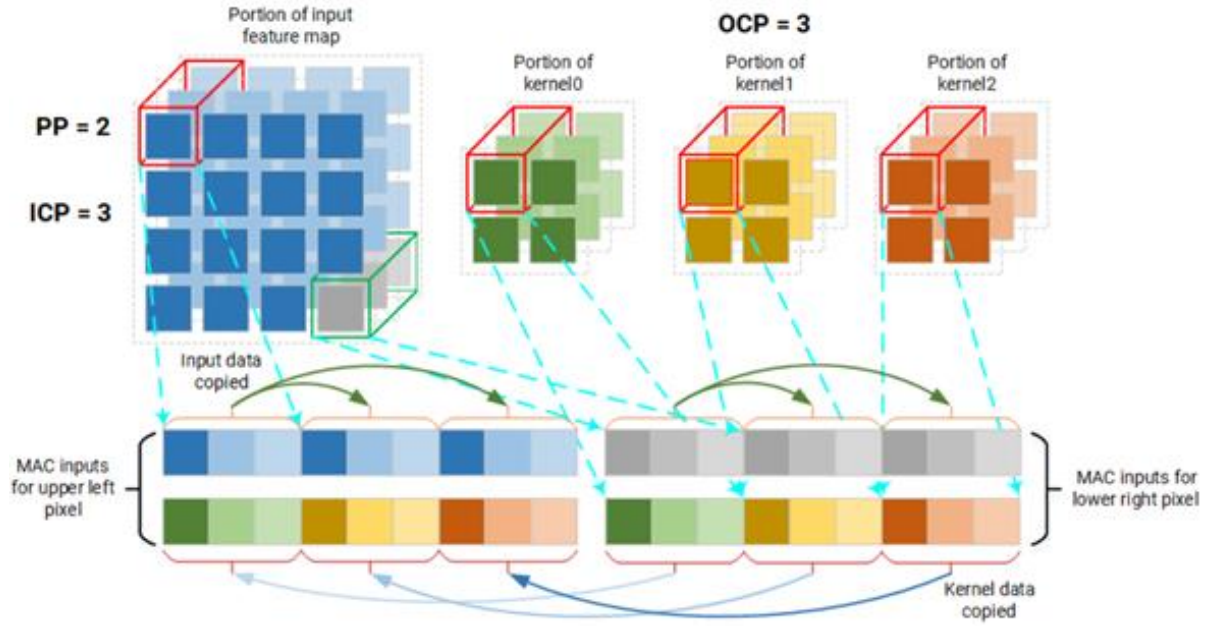 Portion of input
feature map
OCP = 3
Portion of
kernel0
Portion of
kernel1
Portion of
kernel2
PP = 2
ICP = 3
Input data
copied
MAC inputs
for upper left
pixel
MAC inputs for
lower right pixel
Kernel data
copied